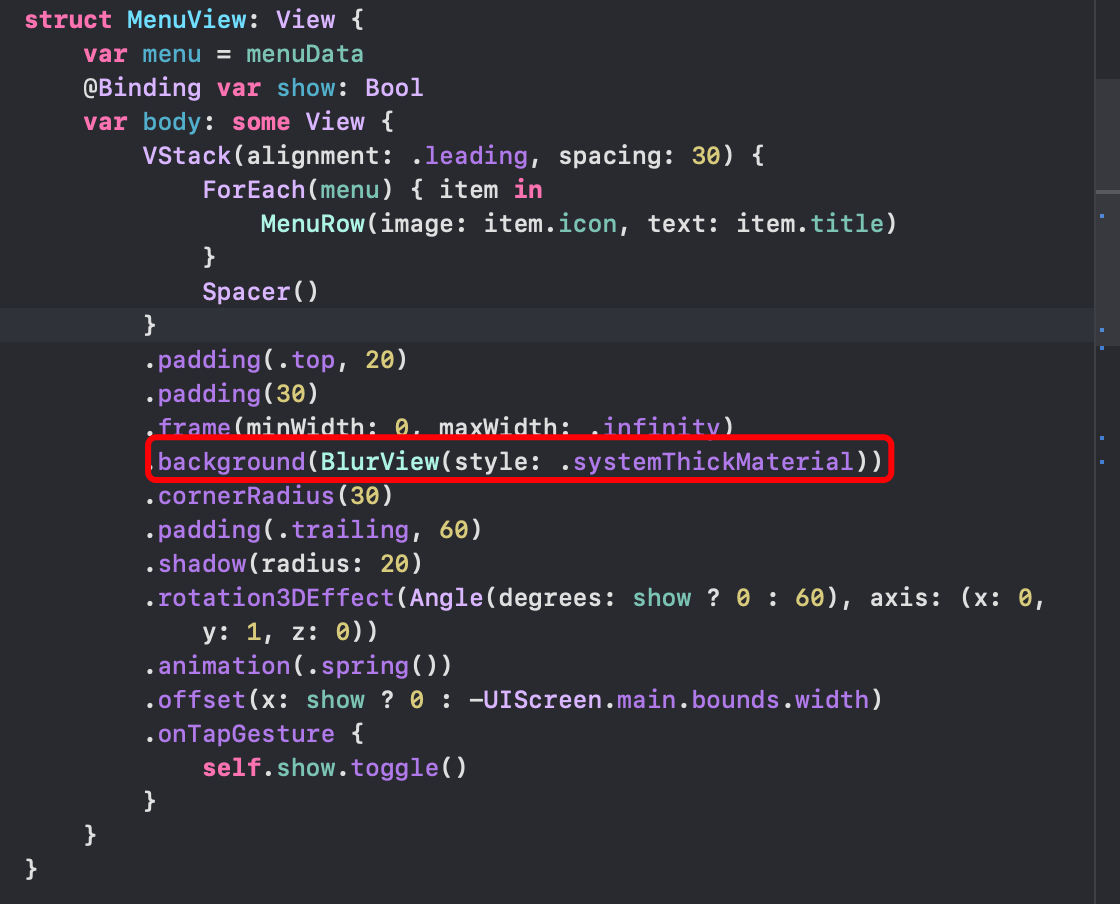 struct MenuView: View {
    var menu = menuData
    @Binding var show: Bool
    var body: some View {
        VStack(alignment: .leading, spacing: 30) {
            ForEach(menu) { item in
                MenuRow(image: item.icon, text: item.title)
            }
            Spacer()
        }
        .padding(.top, 20)
        .padding(30)
        .frame(minWidth: 0, maxWidth: .infinity)
        .background(BlurView(style: .systemThickMaterial))
        .cornerRadius(30)
        .padding(.trailing, 60)
        .shadow(radius: 20)
        .rotation3DEffect(Angle(degrees: show ? 0 : 60), axis: (x: 0,
            y: 1, z: 0))
        .animation(.spring())
        .offset(x: show ? 0 : -UIScreen.main.bounds.width)
        .onTapGesture {
            self.show.toggle()
        }
    }
}